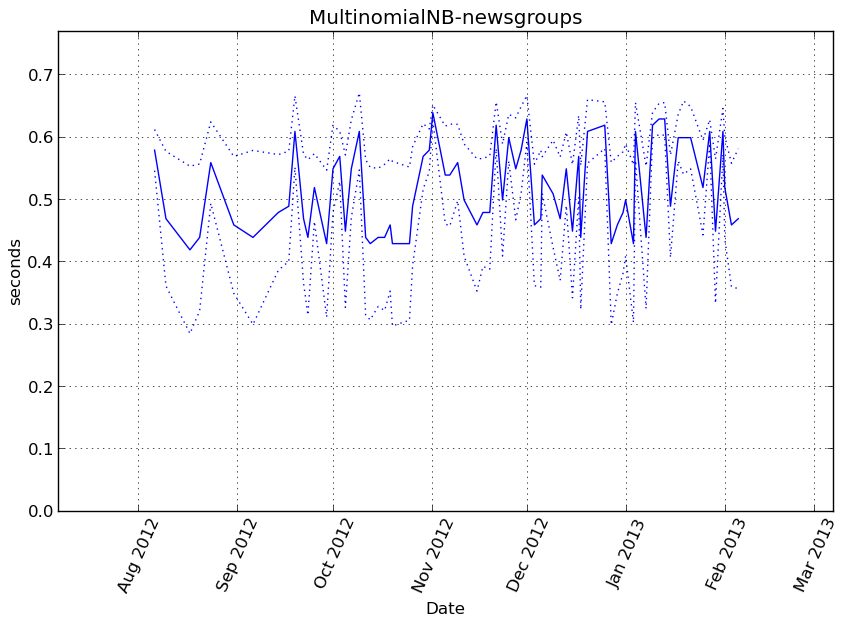 MultinomialNB-newsgroups
0.7
0.6
0.5
0.4
0.3
0.2
0.1
0.0
seconds
Aug 2012
Sep 2012
Oct 2012
Nov 2012
Dec 2012
Jan 2013
Feb 2013
Mar 2013
Date